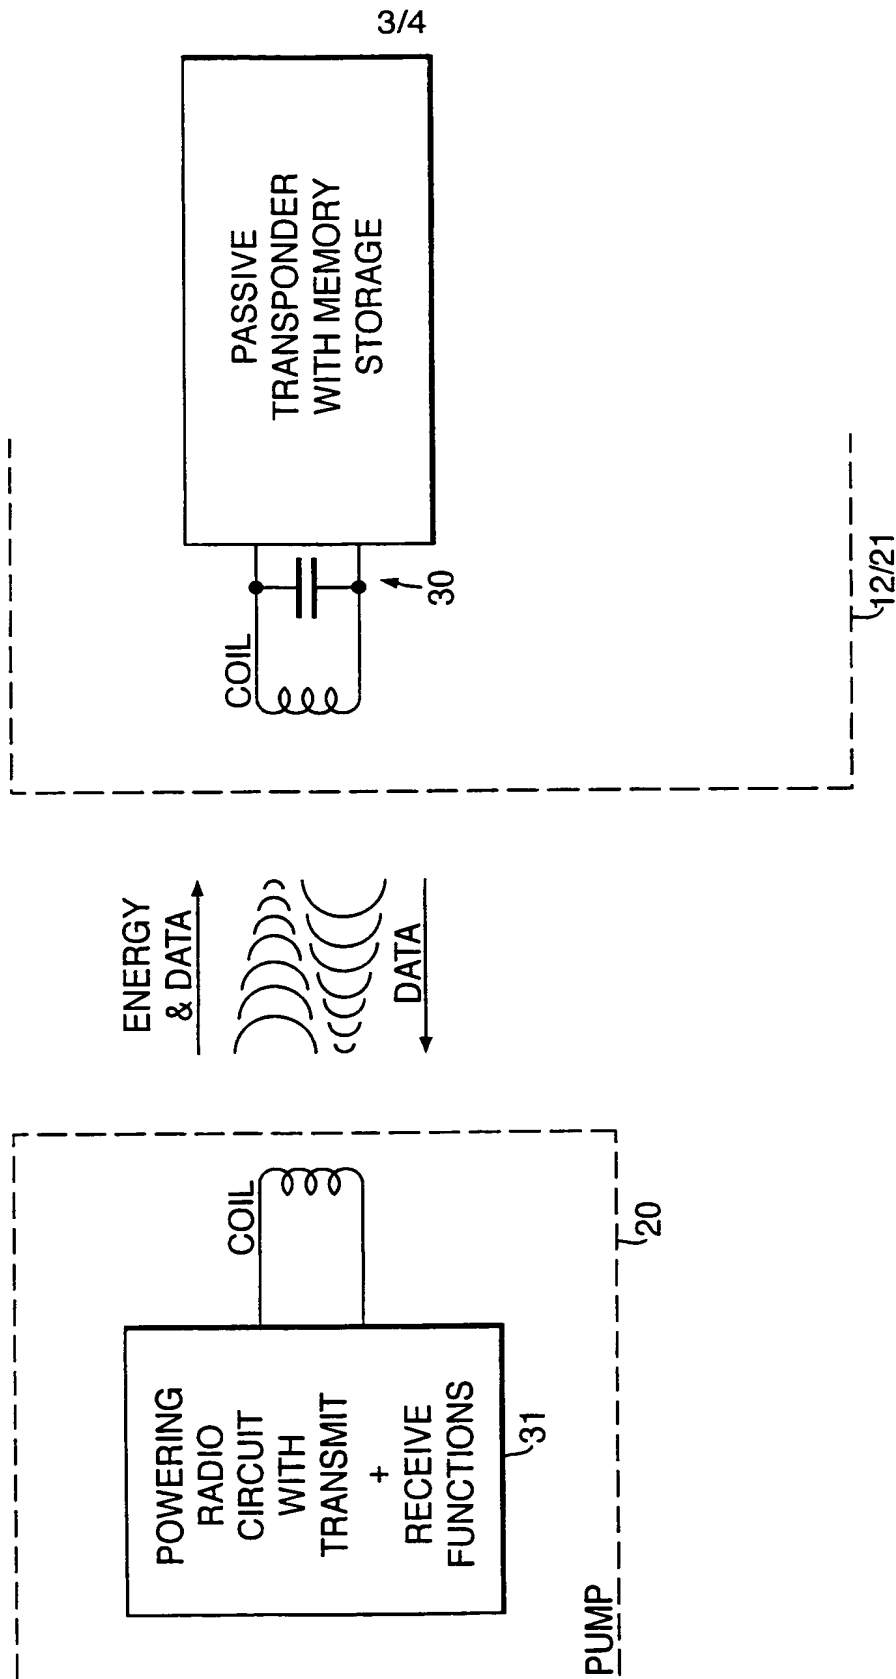 3/4
POWERING
RADIO
CIRCUIT
WITH
TRANSMIT
+
RECEIVE
FUNCTIONS
31
COIL
PUMP
20
ENERGY
& DATA
DATA
COIL
30
PASSIVE
TRANSPONDER
WITH MEMORY
STORAGE
12/21